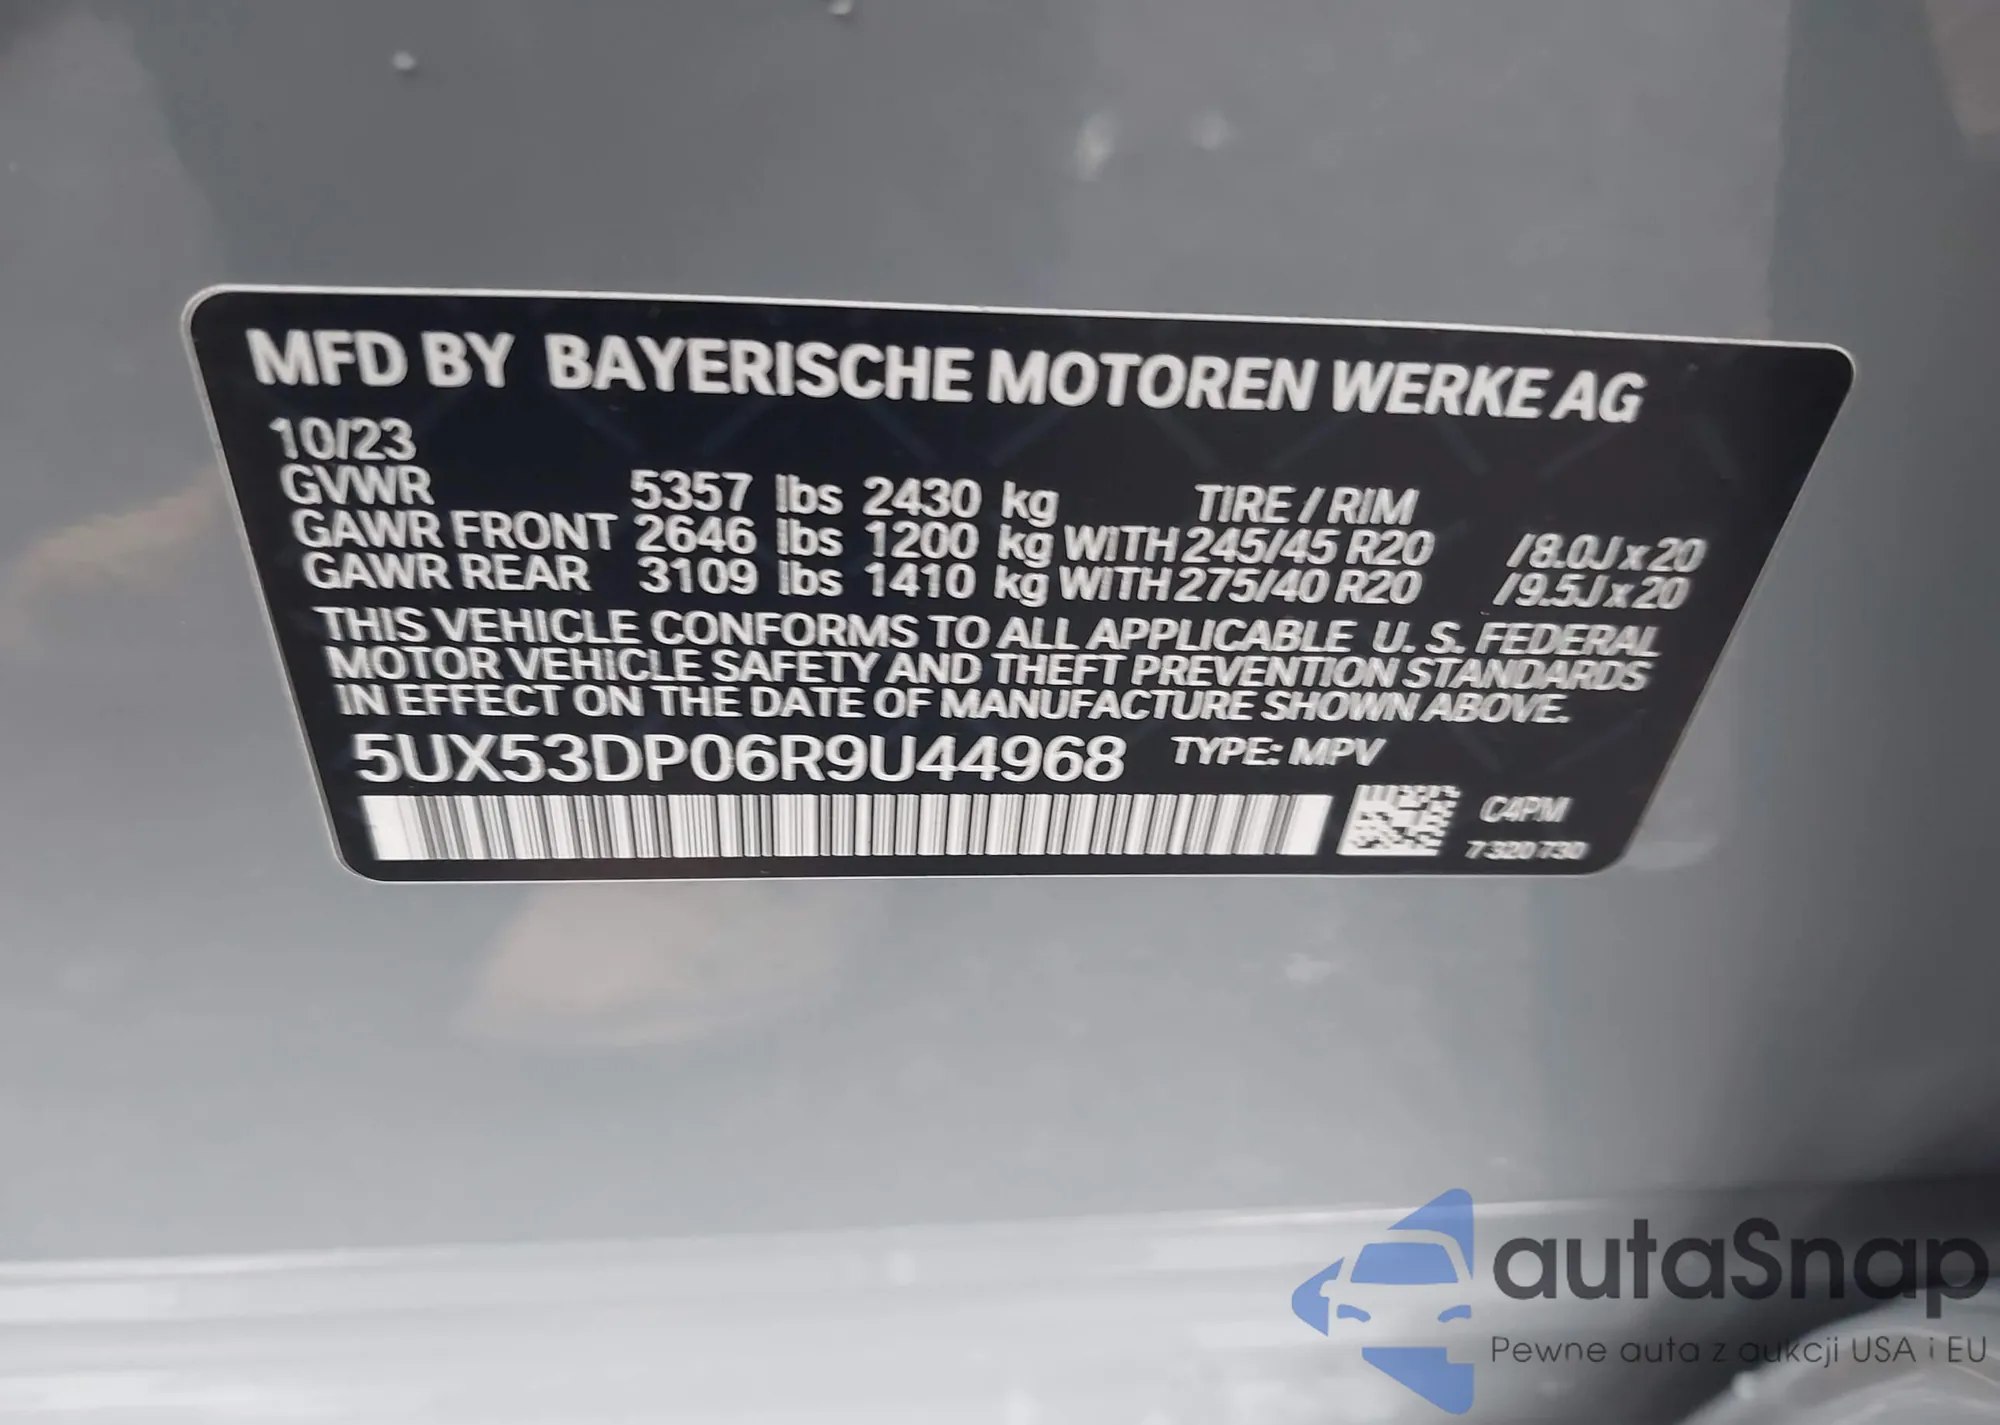 MFD BY BAYERISCHE MOTOREN WERKE AG
10/23
GVWR 5357 lbs 2430 kg TIRE / RIM
GAWR FRONT 2646 lbs 1200 kg WITH 245/45 R20 /8.0J x 20
GAWR REAR 3109 lbs 1410 kg WITH 275/40 R20 /9.5J x 20
THIS VEHICLE CONFORMS TO ALL APPLICABLE U. S. FEDERAL
MOTOR VEHICLE SAFETY AND THEFT PREVENTION STANDARDS
IN EFFECT ON THE DATE OF MANUFACTURE SHOWN ABOVE.
5UX53DP06R9U44968 TYPE: MPV
C4PM
7 320 730
autaSnap
Pewne auta z aukcji USA i EU